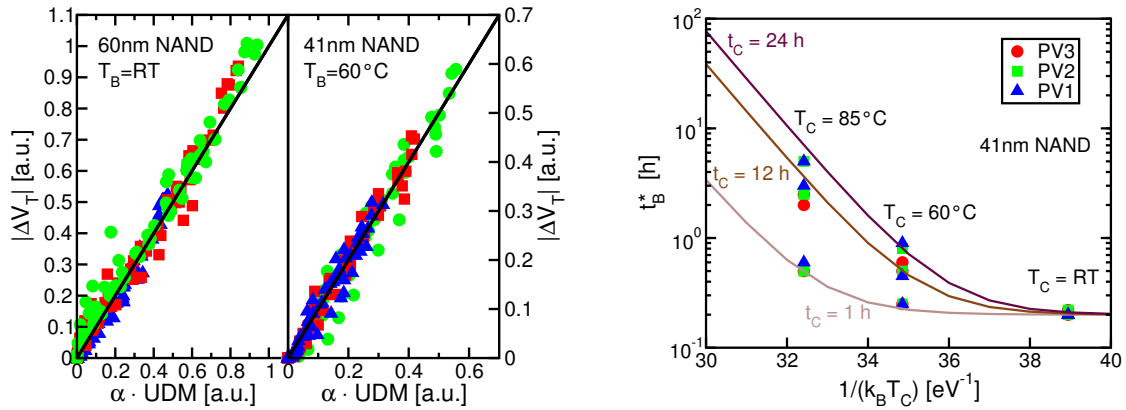 60nm NAND
T_B=RT
|ΔV_T| [a.u.]
1.1
1
0.9
0.8
0.7
0.6
0.5
0.4
0.3
0.2
0.1
0
0 0.2 0.4 0.6 0.8 1
α · UDM [a.u.]
41nm NAND
T_B=60°C
0 0.2 0.4 0.6
α · UDM [a.u.]
0.7
0.6
0.5
0.4
0.3
0.2
0.1
0
|ΔV_T| [a.u.]
t_B^* [h]
10^2
10^1
10^0
10^-1
t_C = 24 h
t_C = 12 h
t_C = 1 h
T_C = 85°C
T_C = 60°C
T_C = RT
PV3
PV2
PV1
41nm NAND
30 32 34 36 38 40
1/(k_BT_C) [eV^-1]